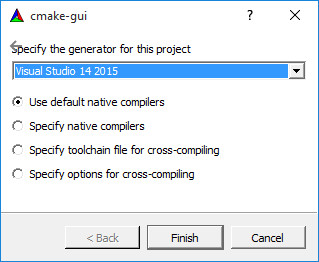 cmake-gui
Specify the generator for this project
Visual Studio 14 2015
Use default native compilers
Specify native compilers
Specify toolchain file for cross-compiling
Specify options for cross-compiling
< Back
Finish
Cancel